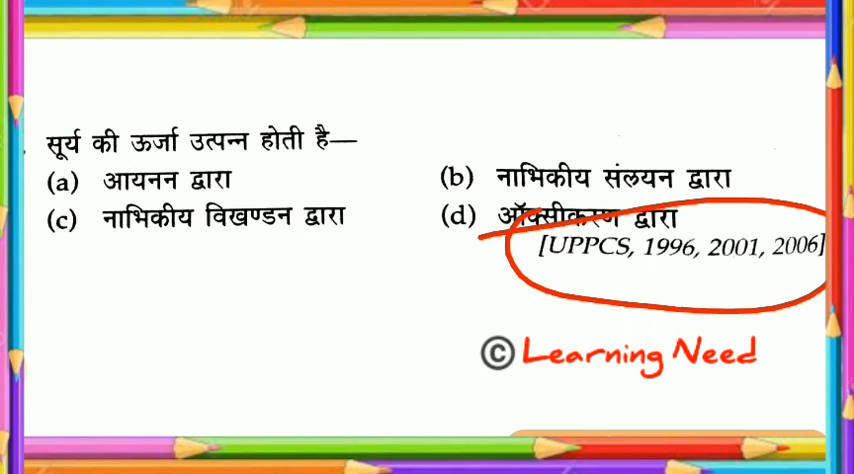 सूर्य की ऊर्जा उत्पन्न होती है—
(a) आयनन द्वारा (b) नाभिकीय संलयन द्वारा
(c) नाभिकीय विखण्डन द्वारा (d) ऑक्सीकरण द्वारा
[UPPCS, 1996, 2001, 2006]
© Learning Need